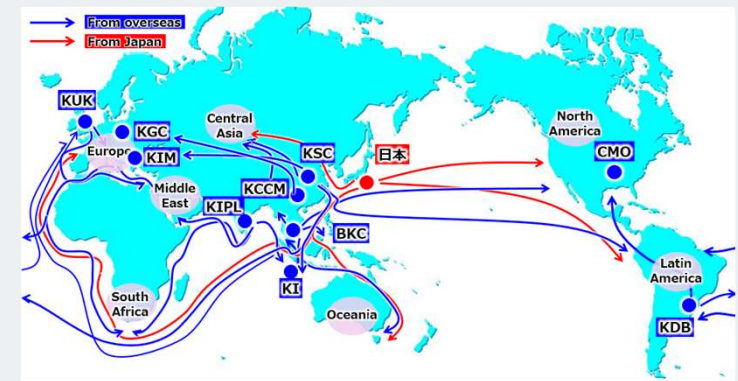 From overseas
From Japan
KUK
KGC
Europe
KIM
Central
Asia
KSC
日本
North
America
CMO
Middle
East
KCCM
KIPL
BKC
KI
South
Africa
Oceania
Latin
America
KDB